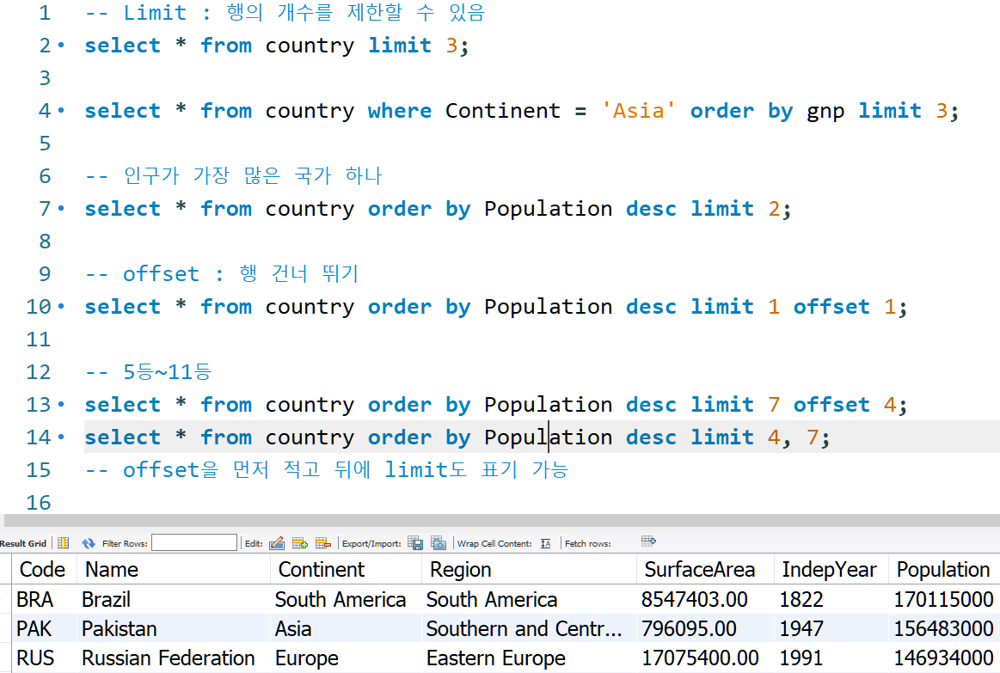 1 -- Limit : 행의 개수를 제한할 수 있음
2 select * from country limit 3;
3
4 select * from country where Continent = 'Asia' order by gnp limit 3;
5
6 -- 인구가 가장 많은 국가 하나
7 select * from country order by Population desc limit 2;
8
9 -- offset : 행 건너 뛰기
10 select * from country order by Population desc limit 1 offset 1;
11
12 -- 5등~11등
13 select * from country order by Population desc limit 7 offset 4;
14 select * from country order by Population desc limit 4, 7;
15 -- offset을 먼저 적고 뒤에 limit도 표기 가능
16
Result Grid Filter Rows: Edit: Export/Import: Wrap Cell Content: IA Fetch rows:
Code Name Continent Region SurfaceArea IndepYear Population
BRA Brazil South America South America 8547403.00 1822 170115000
PAK Pakistan Asia Southern and Centr... 796095.00 1947 156483000
RUS Russian Federation Europe Eastern Europe 17075400.00 1991 146934000